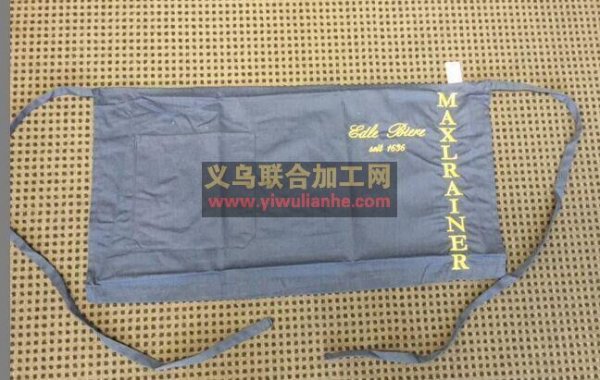 Edle Biere
seit 1636
MAXLRAINER
义乌联合加工网
www.yiwulianhe.com